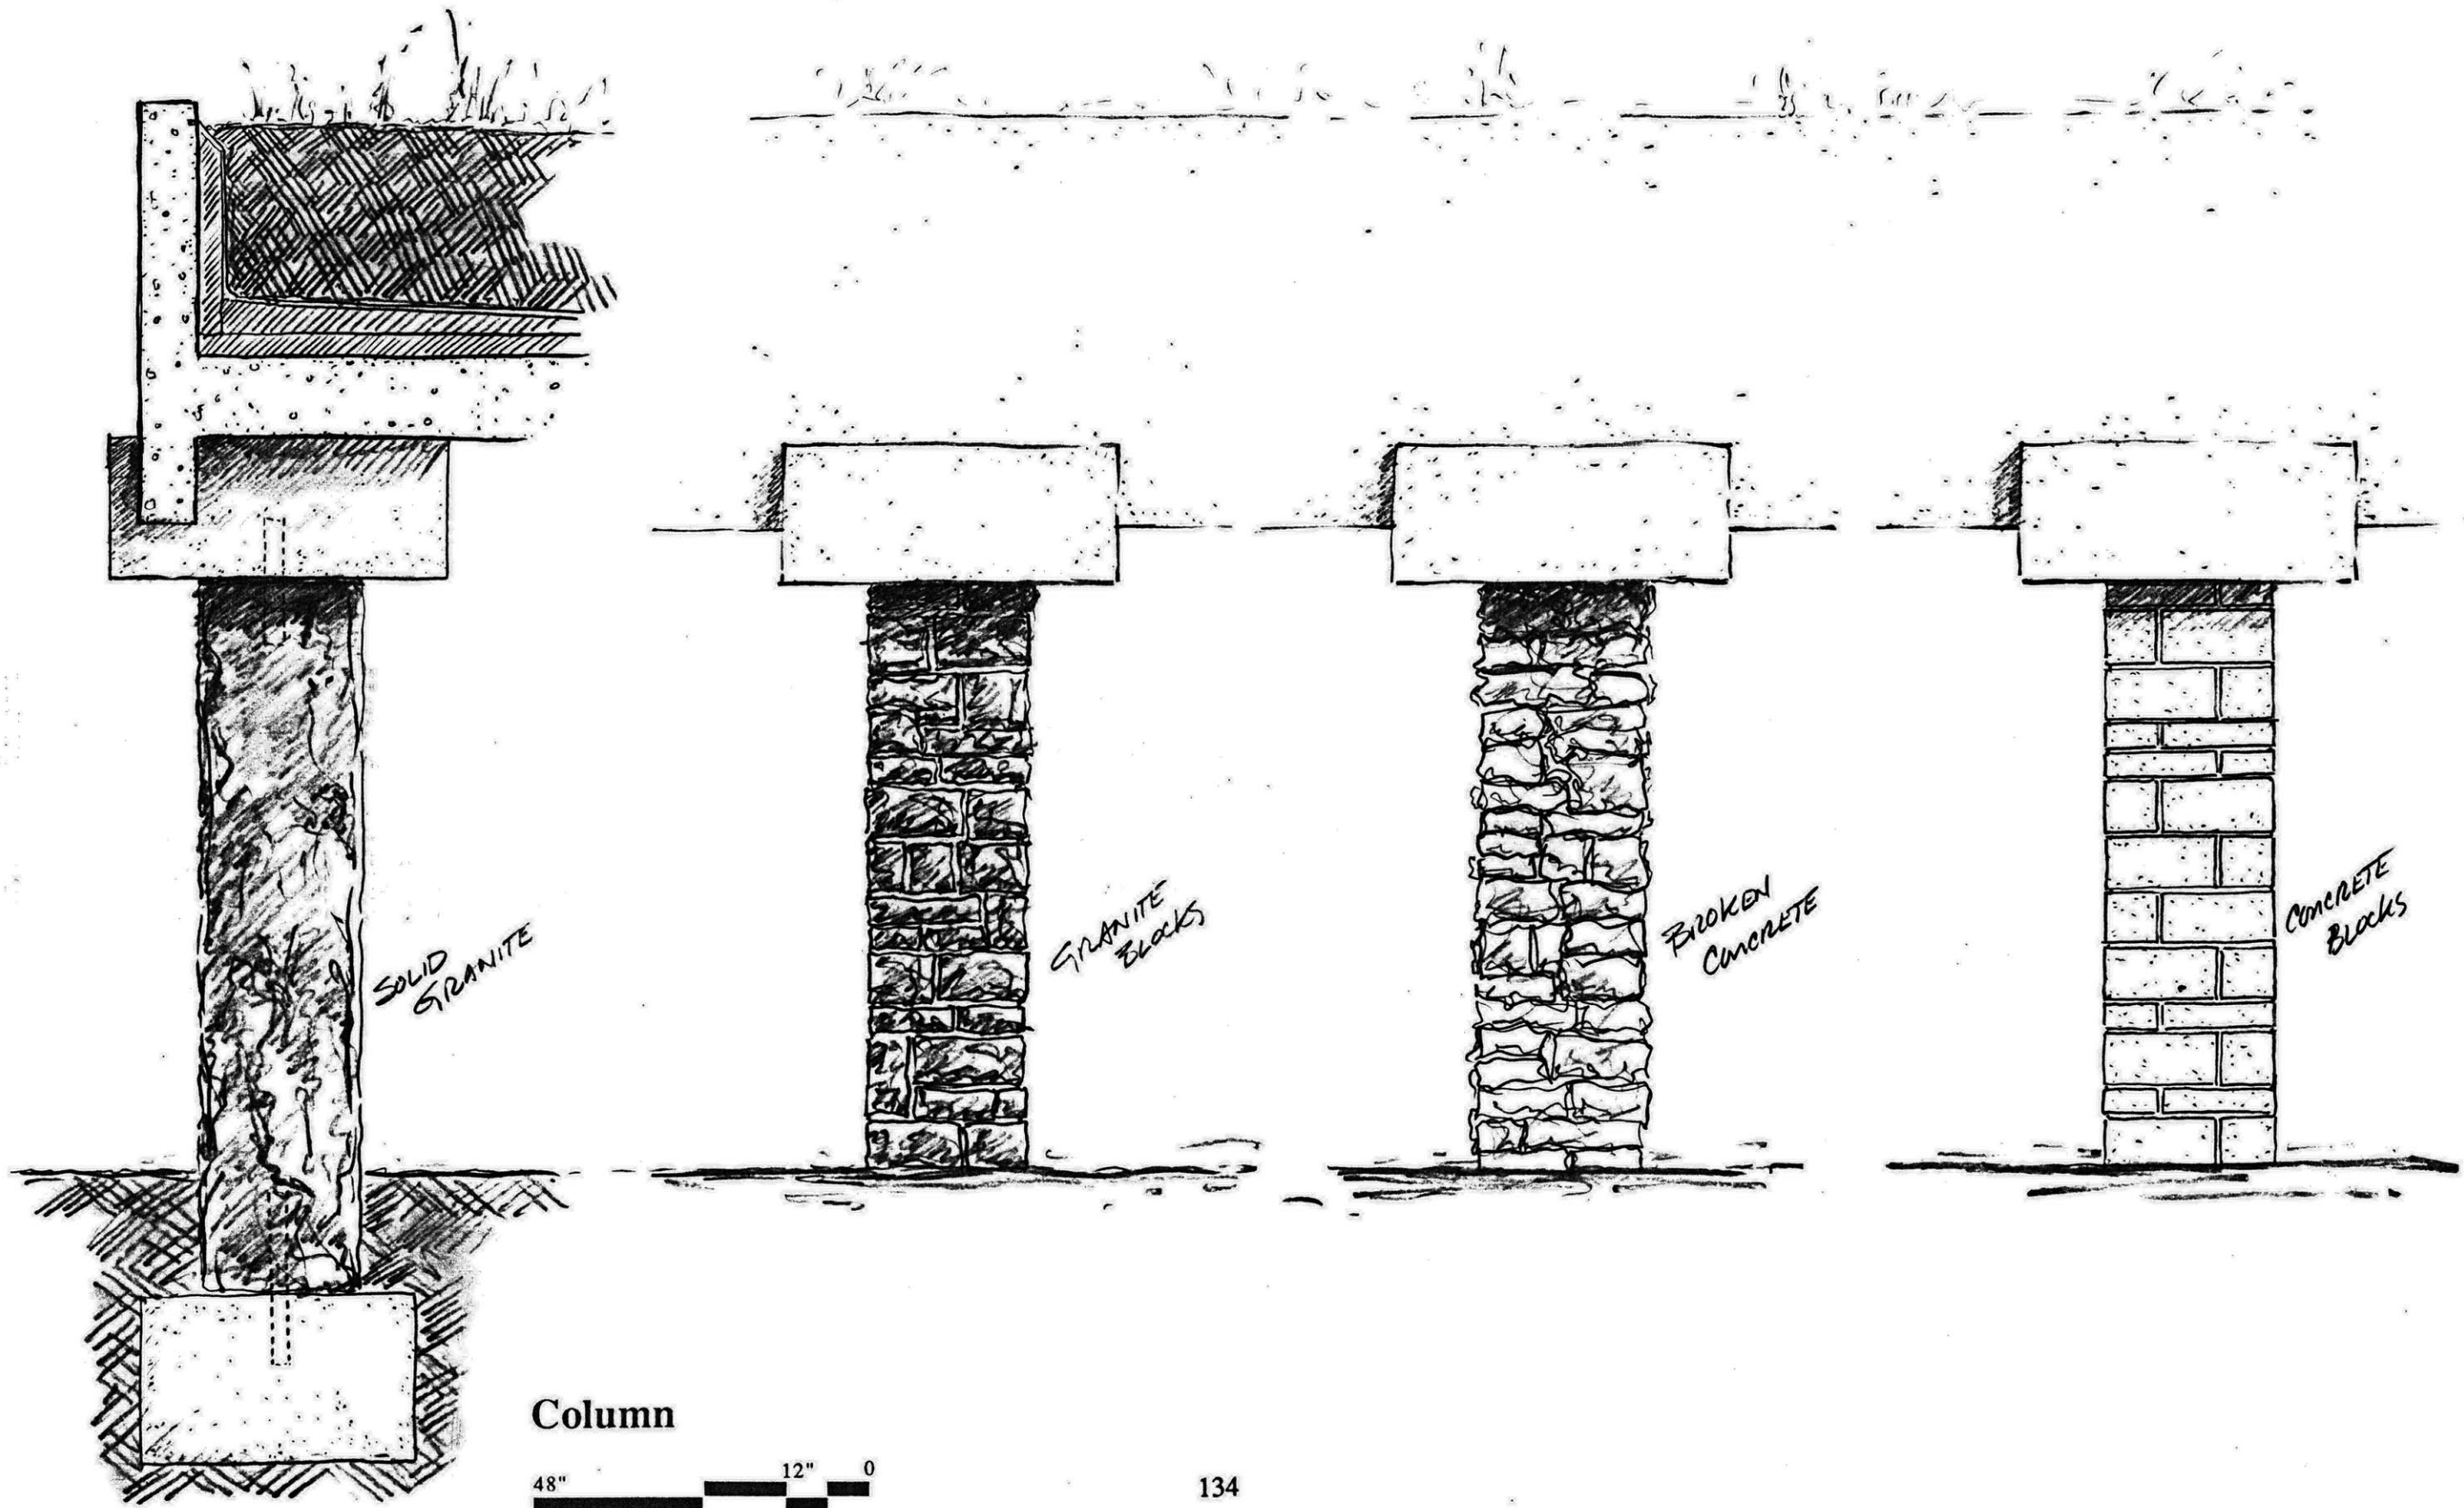 SOLID
GRANITE
GRANITE
BLOCKS
BROKEN
CONCRETE
CONCRETE
BLOCKS
Column
48" 12" 0
134